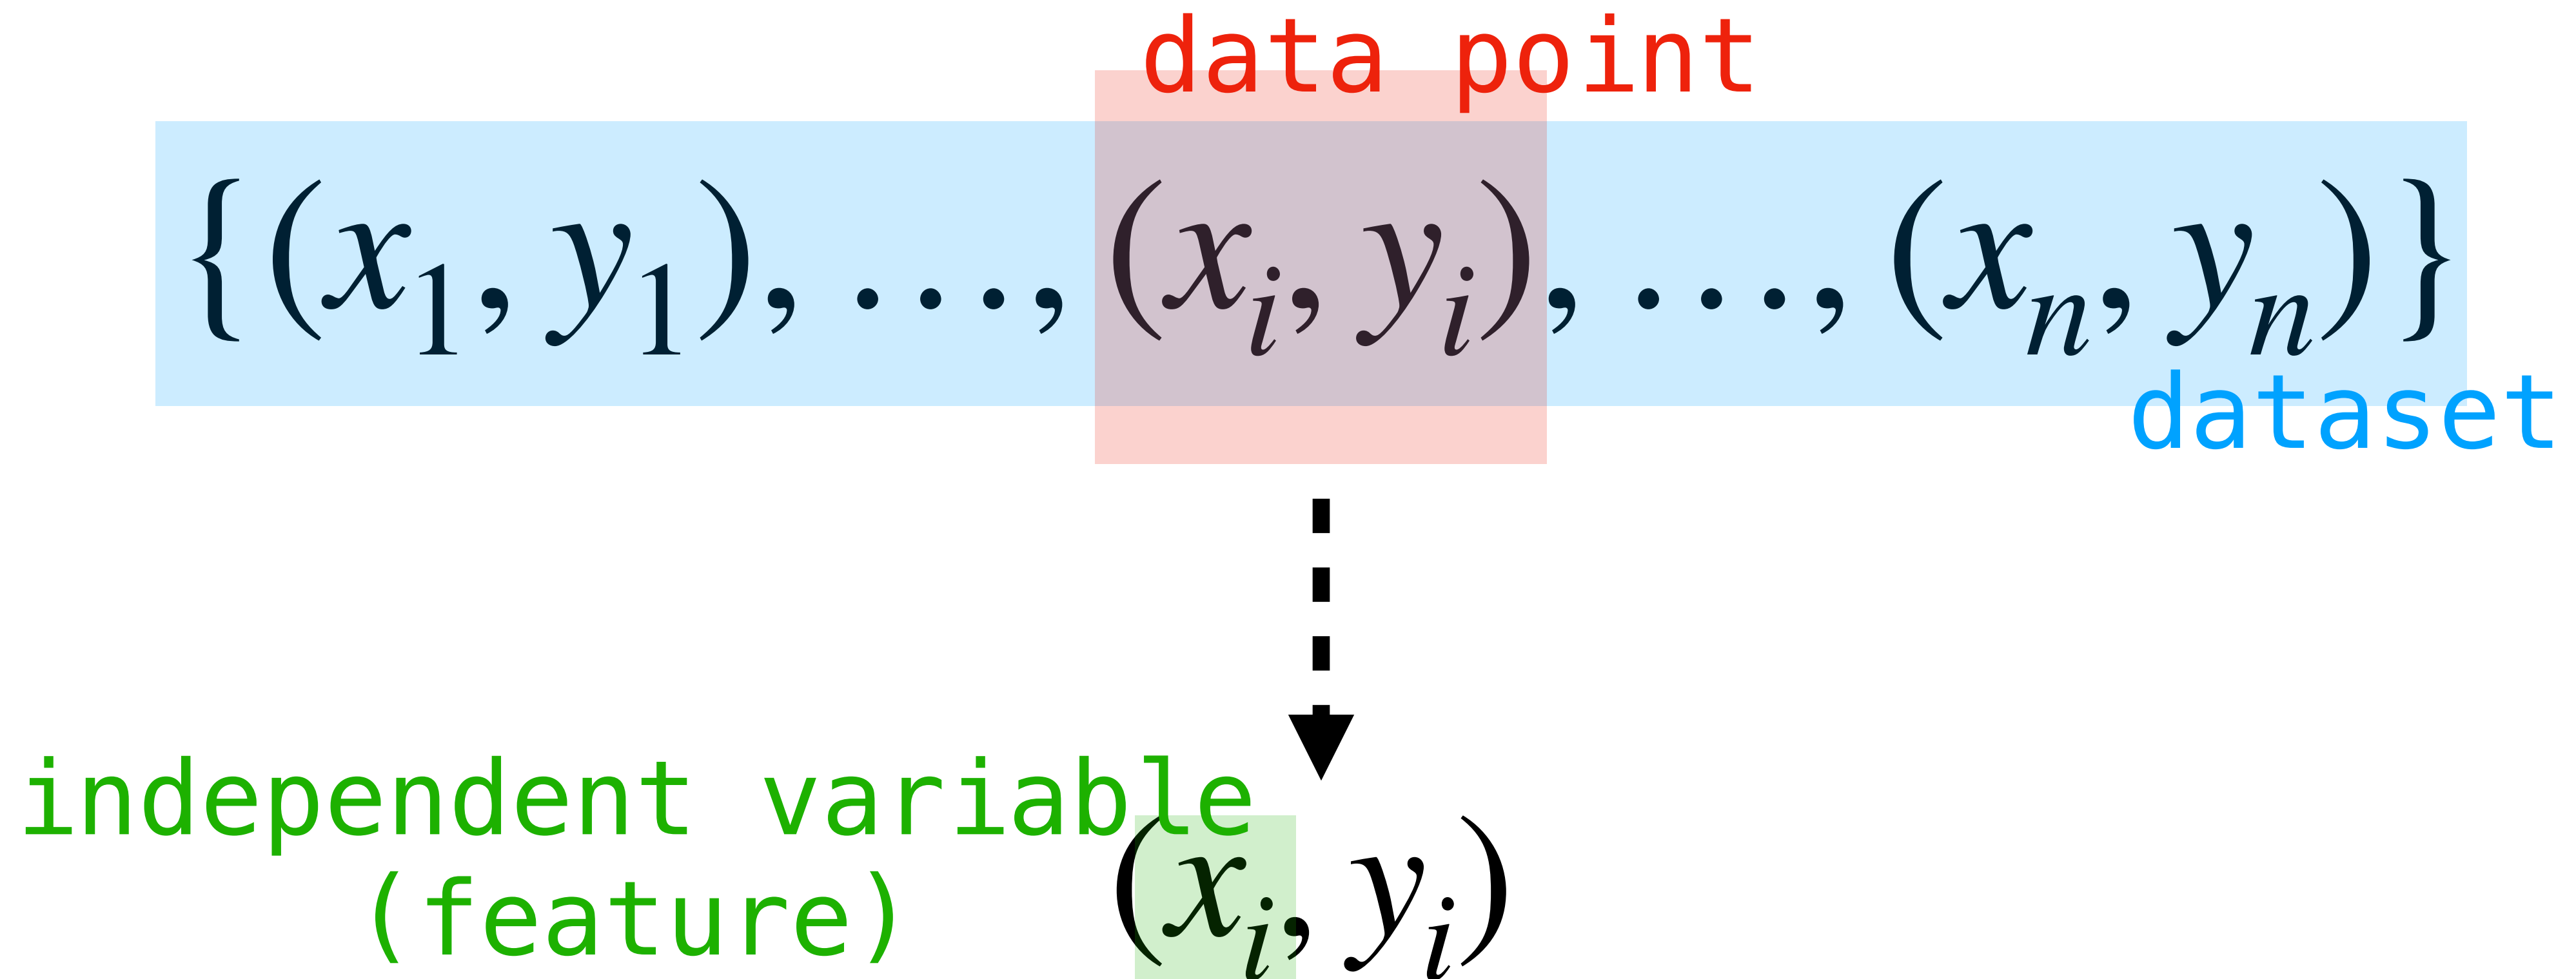 data point
{(x₁, y₁), …, (xᵢ, yᵢ), …, (xₙ, yₙ)}
dataset
independent variable
(feature)
(xᵢ, yᵢ)